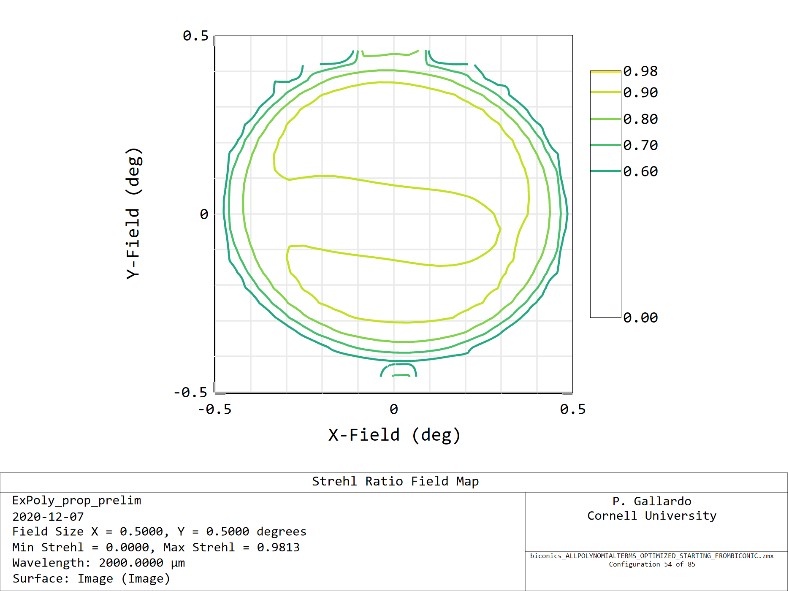 0.5
0
-0.5
-0.5
0
0.5
Y-Field (deg)
X-Field (deg)
0.98
0.90
0.80
0.70
0.60
0.00
Strehl Ratio Field Map
ExPoly_prop_prelim
2020-12-07
Field Size X = 0.5000, Y = 0.5000 degrees
Min Strehl = 0.0000, Max Strehl = 0.9813
Wavelength: 2000.0000 µm
Surface: Image (Image)
P. Gallardo
Cornell University
bicomics_ALLPOLYNOMIALTERMS_OPTIMIZED_STARTING_FROMBICONIC.zmx
Configuration 54 of 85